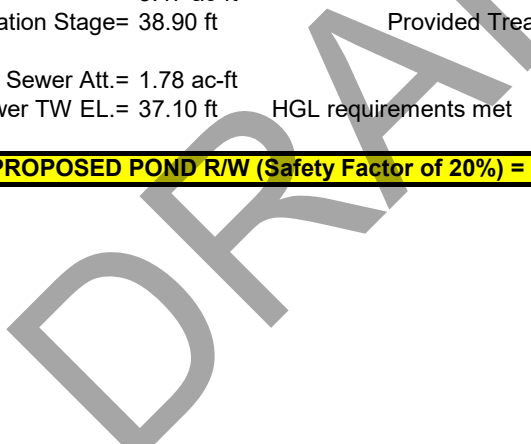 ation Stage= 38.90 ft Provided Trea
Sewer Att.= 1.78 ac-ft
wer TW EL.= 37.10 ft HGL requirements met
PROPOSED POND R/W (Safety Factor of 20%) =
DRA